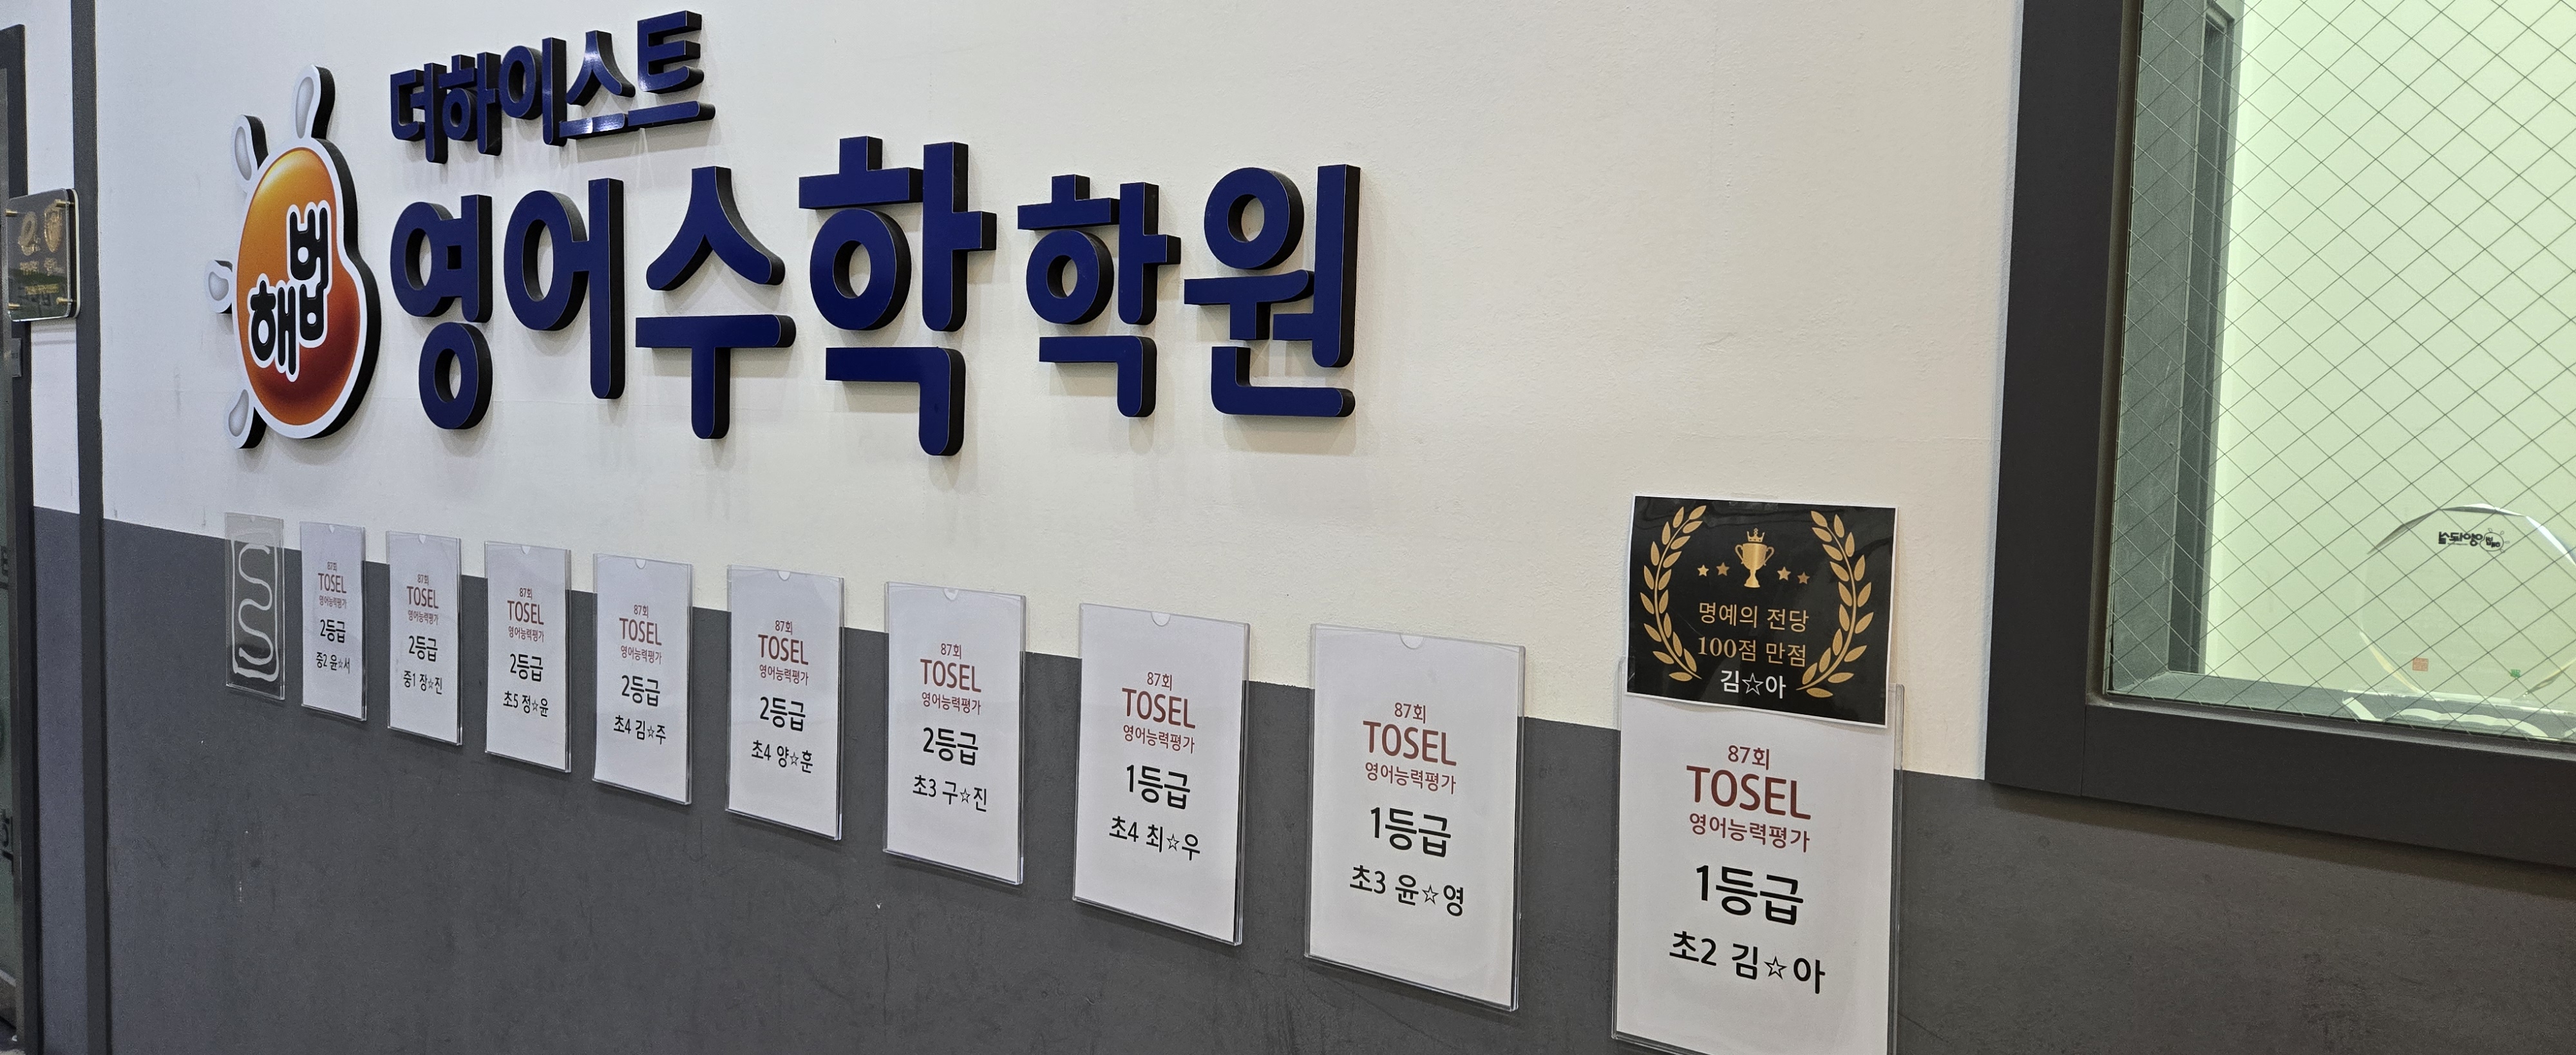 더하이스트
해법
영어수학 학원
87회
TOSEL
영어능력평가
2등급
중2 윤☆서
87회
TOSEL
영어능력평가
2등급
중1 장☆진
87회
TOSEL
영어능력평가
2등급
초5 정☆윤
87회
TOSEL
영어능력평가
2등급
초4 김☆주
87회
TOSEL
영어능력평가
2등급
초4 양☆훈
87회
TOSEL
영어능력평가
2등급
초3 구☆진
87회
TOSEL
영어능력평가
1등급
초4 최☆우
87회
TOSEL
영어능력평가
1등급
초3 윤☆영
명예의 전당
100점 만점
김☆아
87회
TOSEL
영어능력평가
1등급
초2 김☆아